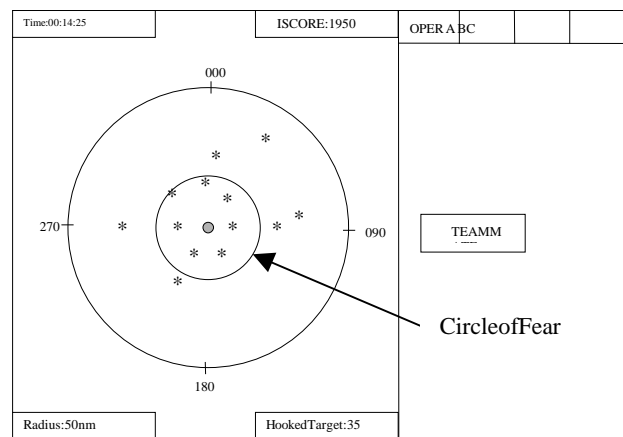 Time:00:14:25
ISCORE:1950
OPER A BC
000
270
090
TEAMM
CircleofFear
180
Radius:50nm
HookedTarget:35